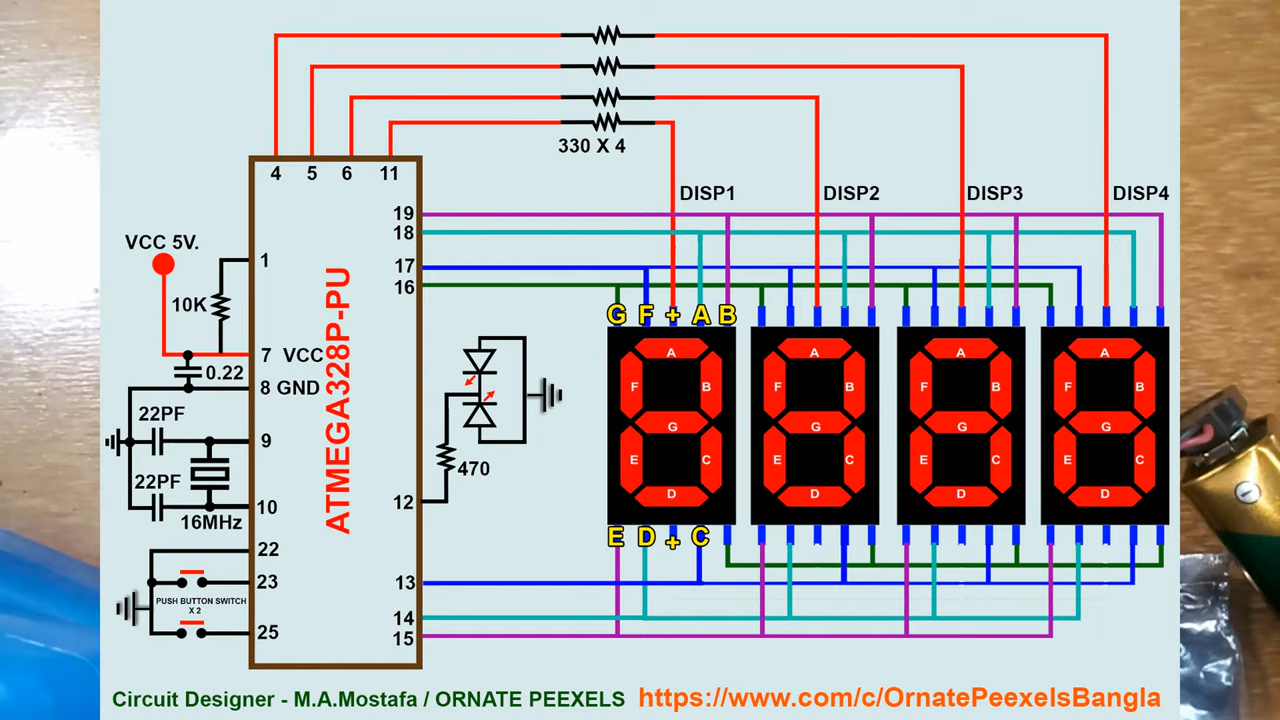 330 X 4
4 5 6 11
DISP1 DISP2 DISP3 DISP4
19
18
17
16
VCC 5V.
1
10K
7 VCC
0.22
8 GND
22PF
9
22PF
10
16MHz
22
23
PUSH BUTTON SWITCH
X 2
25
ATMEGA328P-PU
470
12
13
14
15
G F + A B
A
F B
G
E C
D
A
F B
G
E C
D
A
F B
G
E C
D
A
F B
G
E C
D
E D + C
Circuit Designer - M.A.Mostafa / ORNATE PEEXELS
https://www.com/c/OrnatePeexelsBangla